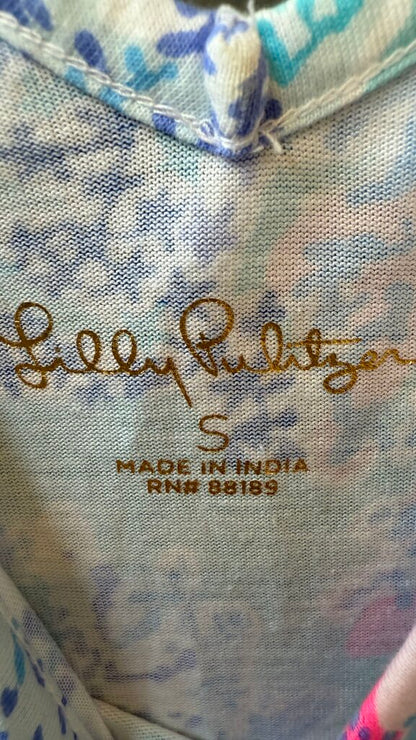 Lilly Pulitzer
S
MADE IN INDIA
RN# 88189